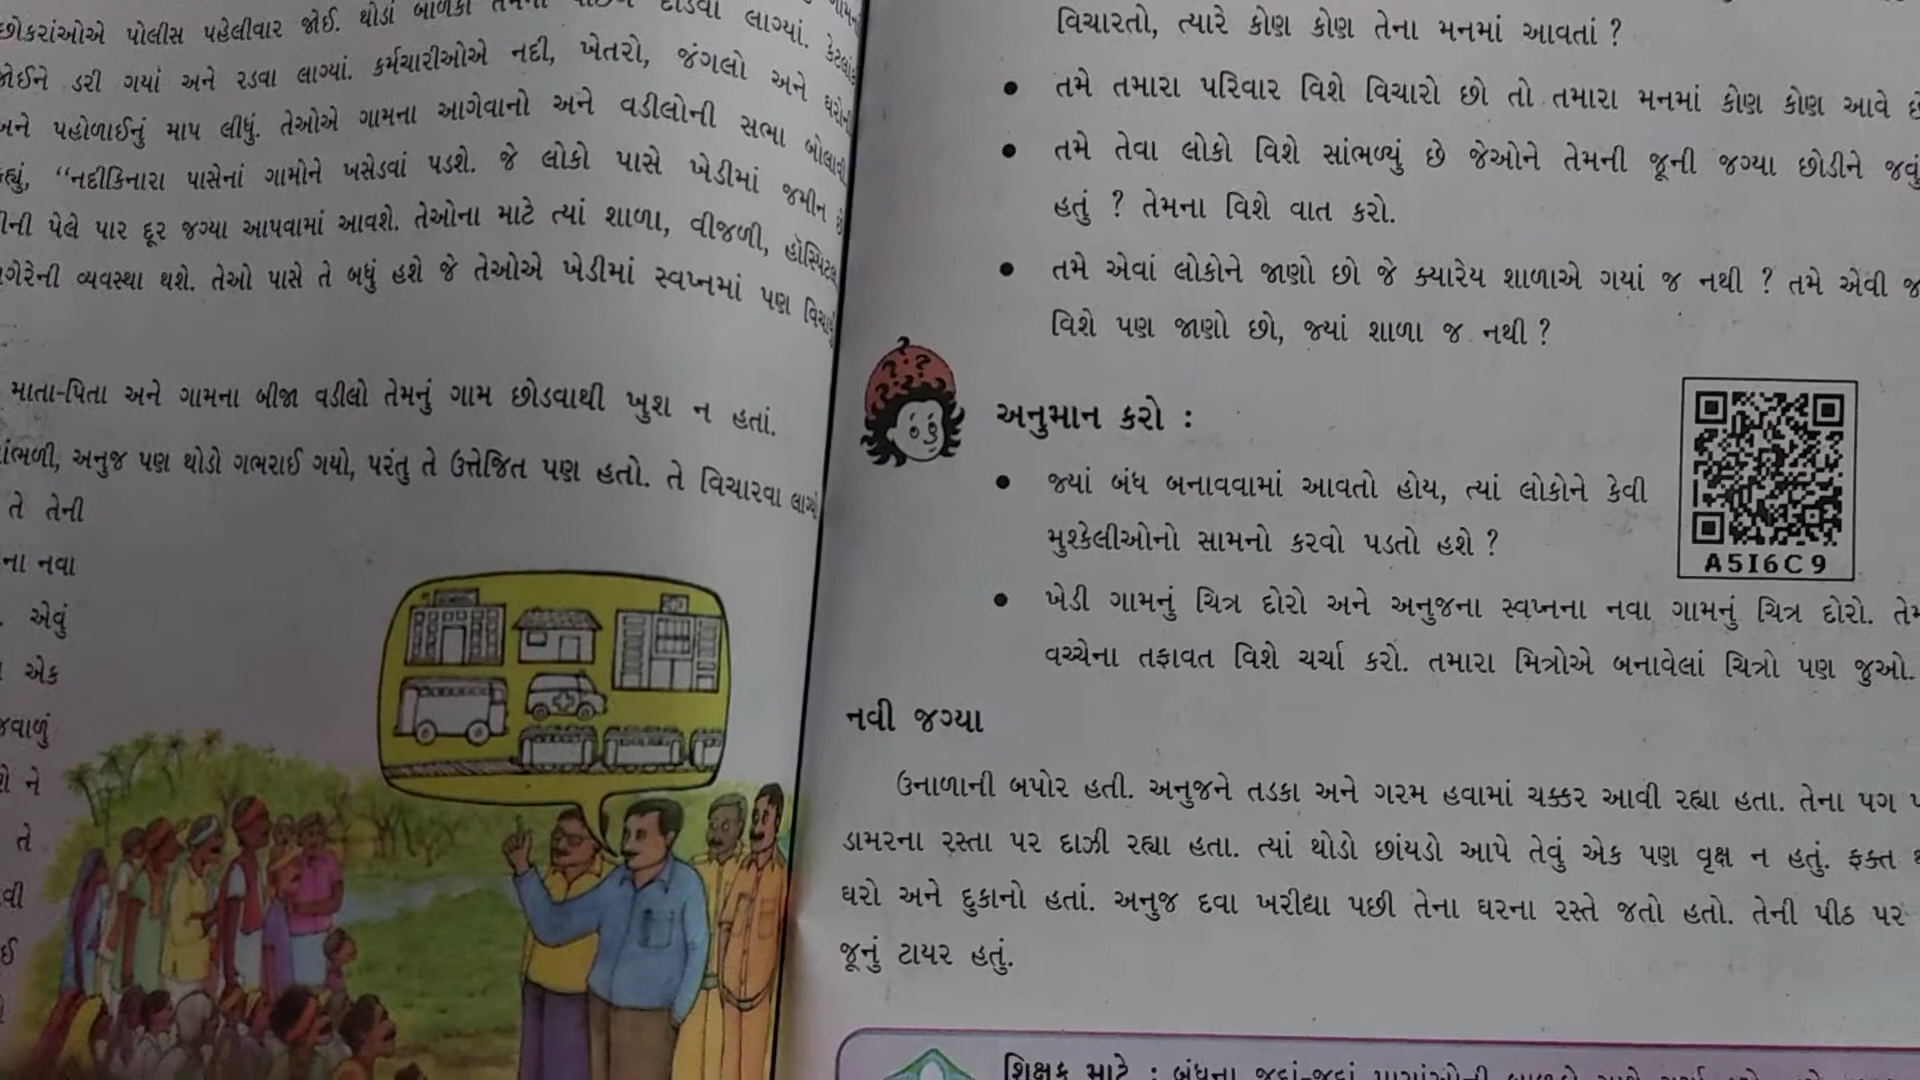 છોકરાંઓએ પોલીસ પહેલીવાર જોઈ. થોડાં બાળકો દોડવા લાગ્યાં. કેટલાંક
જોઈને ડરી ગયાં અને રડવા લાગ્યાં. કર્મચારીઓએ નદી, ખેતરો, જંગલો અને ઘરોની
અને પહોળાઈનું માપ લીધું. તેઓએ ગામના આગેવાનો અને વડીલોની સભા બોલાવી
કહ્યું, “નદીકિનારા પાસેનાં ગામોને ખસેડવાં પડશે. જે લોકો પાસે ખેડીમાં જમીન છે
પેલે પાર દૂર જગ્યા આપવામાં આવશે. તેઓના માટે ત્યાં શાળા, વીજળી, હૉસ્પિટલ
વગેરેની વ્યવસ્થા થશે. તેઓ પાસે તે બધું હશે જે તેઓએ ખેડીમાં સ્વપ્નમાં પણ વિચાર્યું
માતા-પિતા અને ગામના બીજા વડીલો તેમનું ગામ છોડવાથી ખુશ ન હતાં.
સાંભળી, અનુજ પણ થોડો ગભરાઈ ગયો, પરંતુ તે ઉત્તેજિત પણ હતો. તે વિચારવા લાગ્યો
તે તેની
ના નવા
એવું
એક
ને
તે
વિચારતો, ત્યારે કોણ કોણ તેના મનમાં આવતાં ?
• તમે તમારા પરિવાર વિશે વિચારો છો તો તમારા મનમાં કોણ કોણ આવે છે
• તમે તેવા લોકો વિશે સાંભળ્યું છે જેઓને તેમની જૂની જગ્યા છોડીને જવું
હતું ? તેમના વિશે વાત કરો.
• તમે એવાં લોકોને જાણો છો જે ક્યારેય શાળાએ ગયાં જ નથી ? તમે એવી
વિશે પણ જાણો છો, જ્યાં શાળા જ નથી ?
અનુમાન કરો :
• જ્યાં બંધ બનાવવામાં આવતો હોય, ત્યાં લોકોને કેવી
મુશ્કેલીઓનો સામનો કરવો પડતો હશે ?
A5I6C9
• ખેડી ગામનું ચિત્ર દોરો અને અનુજના સ્વપ્નના નવા ગામનું ચિત્ર દોરો.
વચ્ચેના તફાવત વિશે ચર્ચા કરો. તમારા મિત્રોએ બનાવેલાં ચિત્રો પણ જુઓ.
નવી જગ્યા
ઉનાળાની બપોર હતી. અનુજને તડકા અને ગરમ હવામાં ચક્કર આવી રહ્યા હતા. તેના પગ
ડામરના રસ્તા પર દાઝી રહ્યા હતા. ત્યાં થોડો છાંયડો આપે તેવું એક પણ વૃક્ષ ન હતું. ફક્ત
ઘરો અને દુકાનો હતાં. અનુજ દવા ખરીદ્યા પછી તેના ઘરના રસ્તે જતો હતો. તેની પીઠ પર
જૂનું ટાયર હતું.
શિક્ષક માટે : બંધના જુદાં-જુદાં